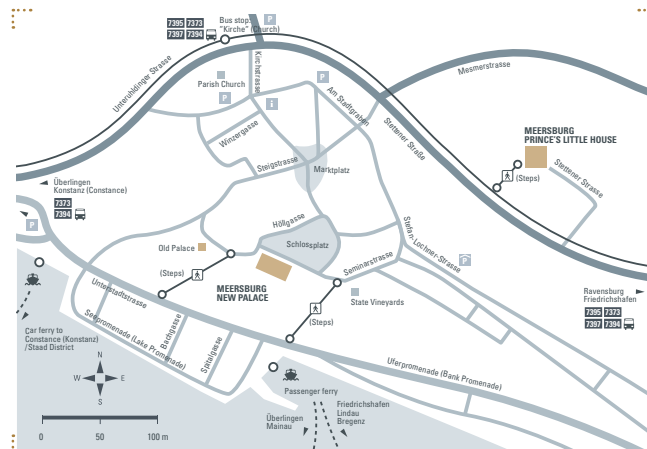 7395 7373
7397 7394
Bus stop:
"Kirche" (Church)
P
Unteruhldinger Strasse
Kirchstrasse
Parish Church
P
i
P
Am Stadtgraben
Mesmerstrasse
Stettener Straße
Winzergasse
Steigstrasse
Marktplatz
MEERSBURG
PRINCE'S LITTLE HOUSE
(Steps)
Stettener Strasse
Überlingen
Konstanz (Constance)
7373
7394
P
Höllgasse
Schlossplatz
Old Palace
(Steps)
MEERSBURG
NEW PALACE
Seminarstrasse
Stefan-Lochner-Strasse
P
State Vineyards
(Steps)
Ravensburg
Friedrichshafen
7395 7373
7397 7394
Unterstadtstrasse
Seepromenade (Lake Promenade)
Bachgasse
Spitalgasse
Car ferry to
Constance (Konstanz)
/Staad District
Uferpromenade (Bank Promenade)
Passenger ferry
Überlingen
Mainau
Friedrichshafen
Lindau
Bregenz
N
W E
S
0 50 100 m